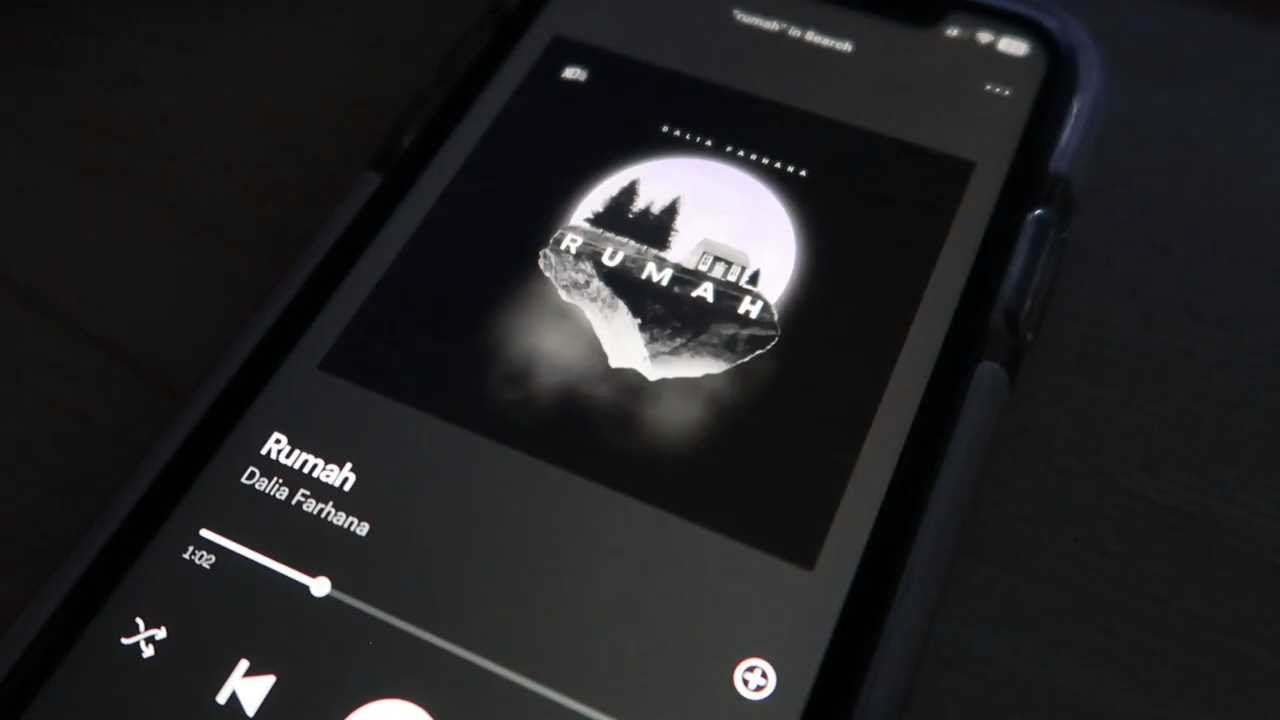 "rumah" in Search
DALIA FARHANA
RUMAH
Rumah
Dalia Farhana
1:02